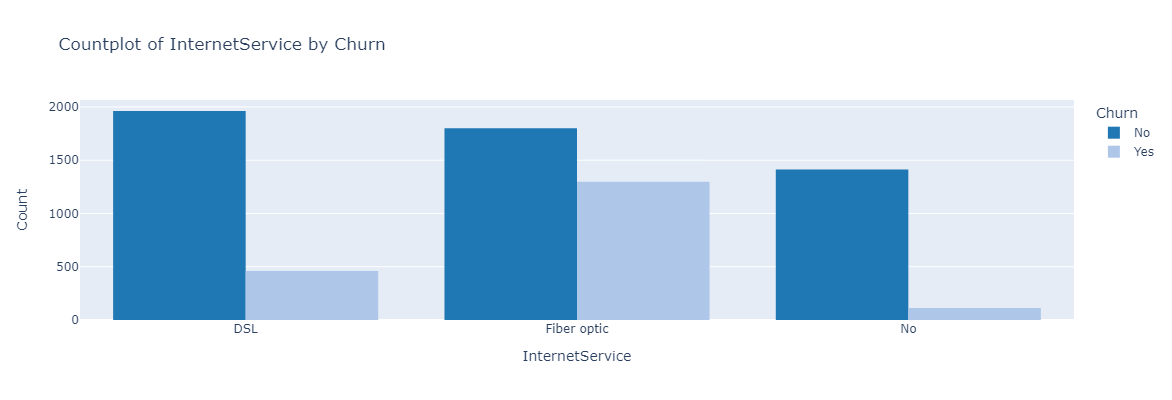 Countplot of InternetService by Churn
Churn
No
Yes
2000
1500
1000
500
0
Count
DSL
Fiber optic
No
InternetService